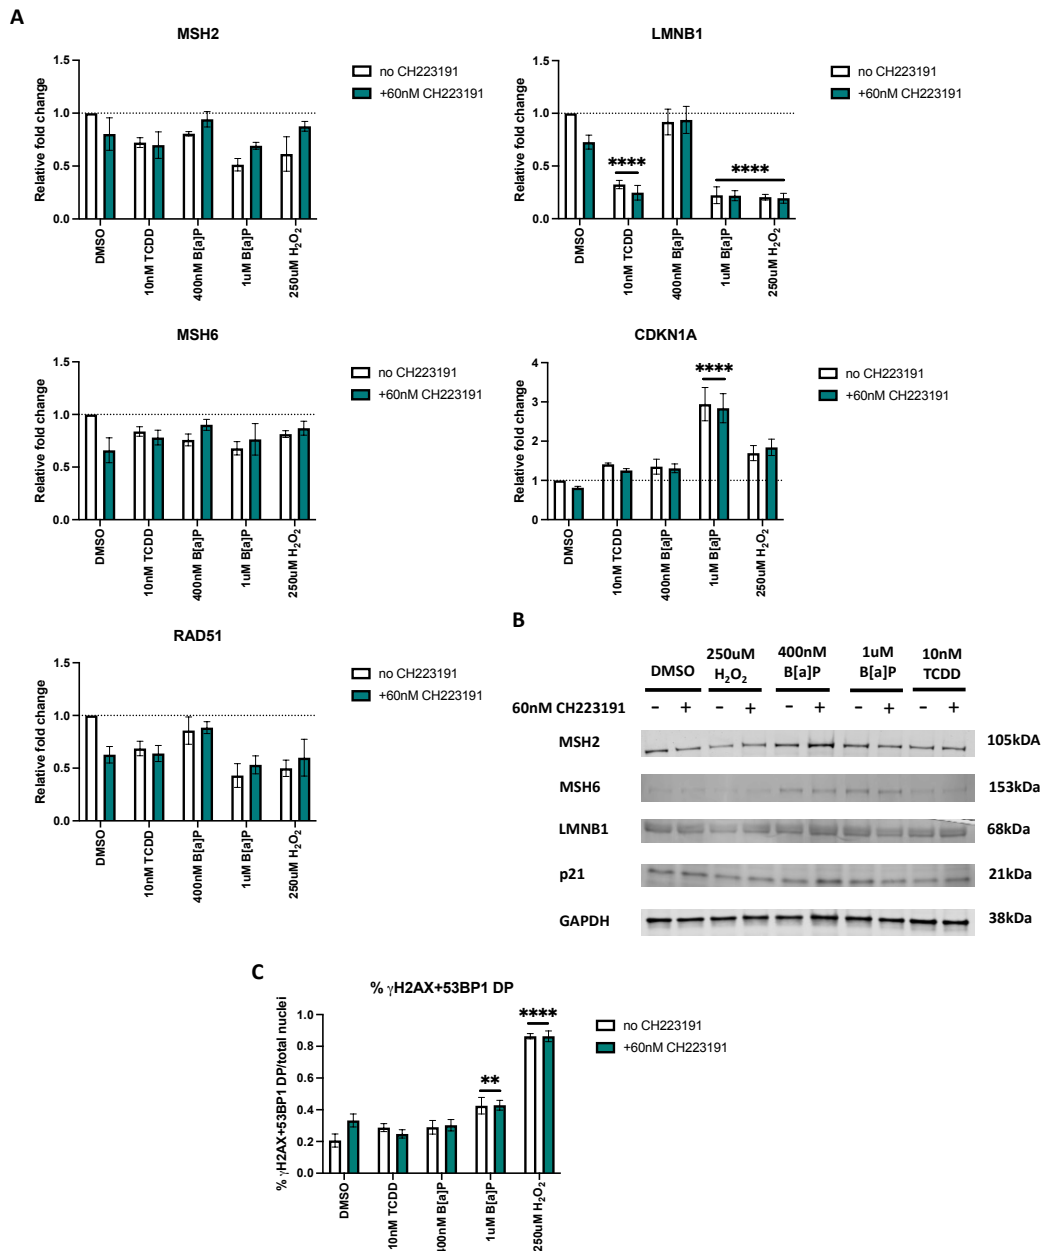 A
MSH2
Relative fold change
1.5
1.0
0.5
0.0
DMSO
10nM TCDD
400nM B[a]P
1uM B[a]P
250uM H₂O₂
no CH223191
+60nM CH223191
LMNB1
Relative fold change
1.5
1.0
0.5
0.0
****
****
DMSO
10nM TCDD
400nM B[a]P
1uM B[a]P
250uM H₂O₂
no CH223191
+60nM CH223191
MSH6
Relative fold change
1.5
1.0
0.5
0.0
DMSO
10nM TCDD
400nM B[a]P
1uM B[a]P
250uM H₂O₂
no CH223191
+60nM CH223191
CDKN1A
Relative fold change
4
3
2
1
0
****
DMSO
10nM TCDD
400nM B[a]P
1uM B[a]P
250uM H₂O₂
no CH223191
+60nM CH223191
RAD51
Relative fold change
1.5
1.0
0.5
0.0
DMSO
10nM TCDD
400nM B[a]P
1uM B[a]P
250uM H₂O₂
no CH223191
+60nM CH223191
B
DMSO
250uM
H₂O₂
400nM
B[a]P
1uM
B[a]P
10nM
TCDD
60nM CH223191 - + - + - + - + - +
MSH2 105kDA
MSH6 153kDa
LMNB1 68kDa
p21 21kDa
GAPDH 38kDa
C
% γH2AX+53BP1 DP
% γH2AX+53BP1 DP/total nuclei
1.0
0.8
0.6
0.4
0.2
0.0
**
****
DMSO
10nM TCDD
400nM B[a]P
1uM B[a]P
250uM H₂O₂
no CH223191
+60nM CH223191